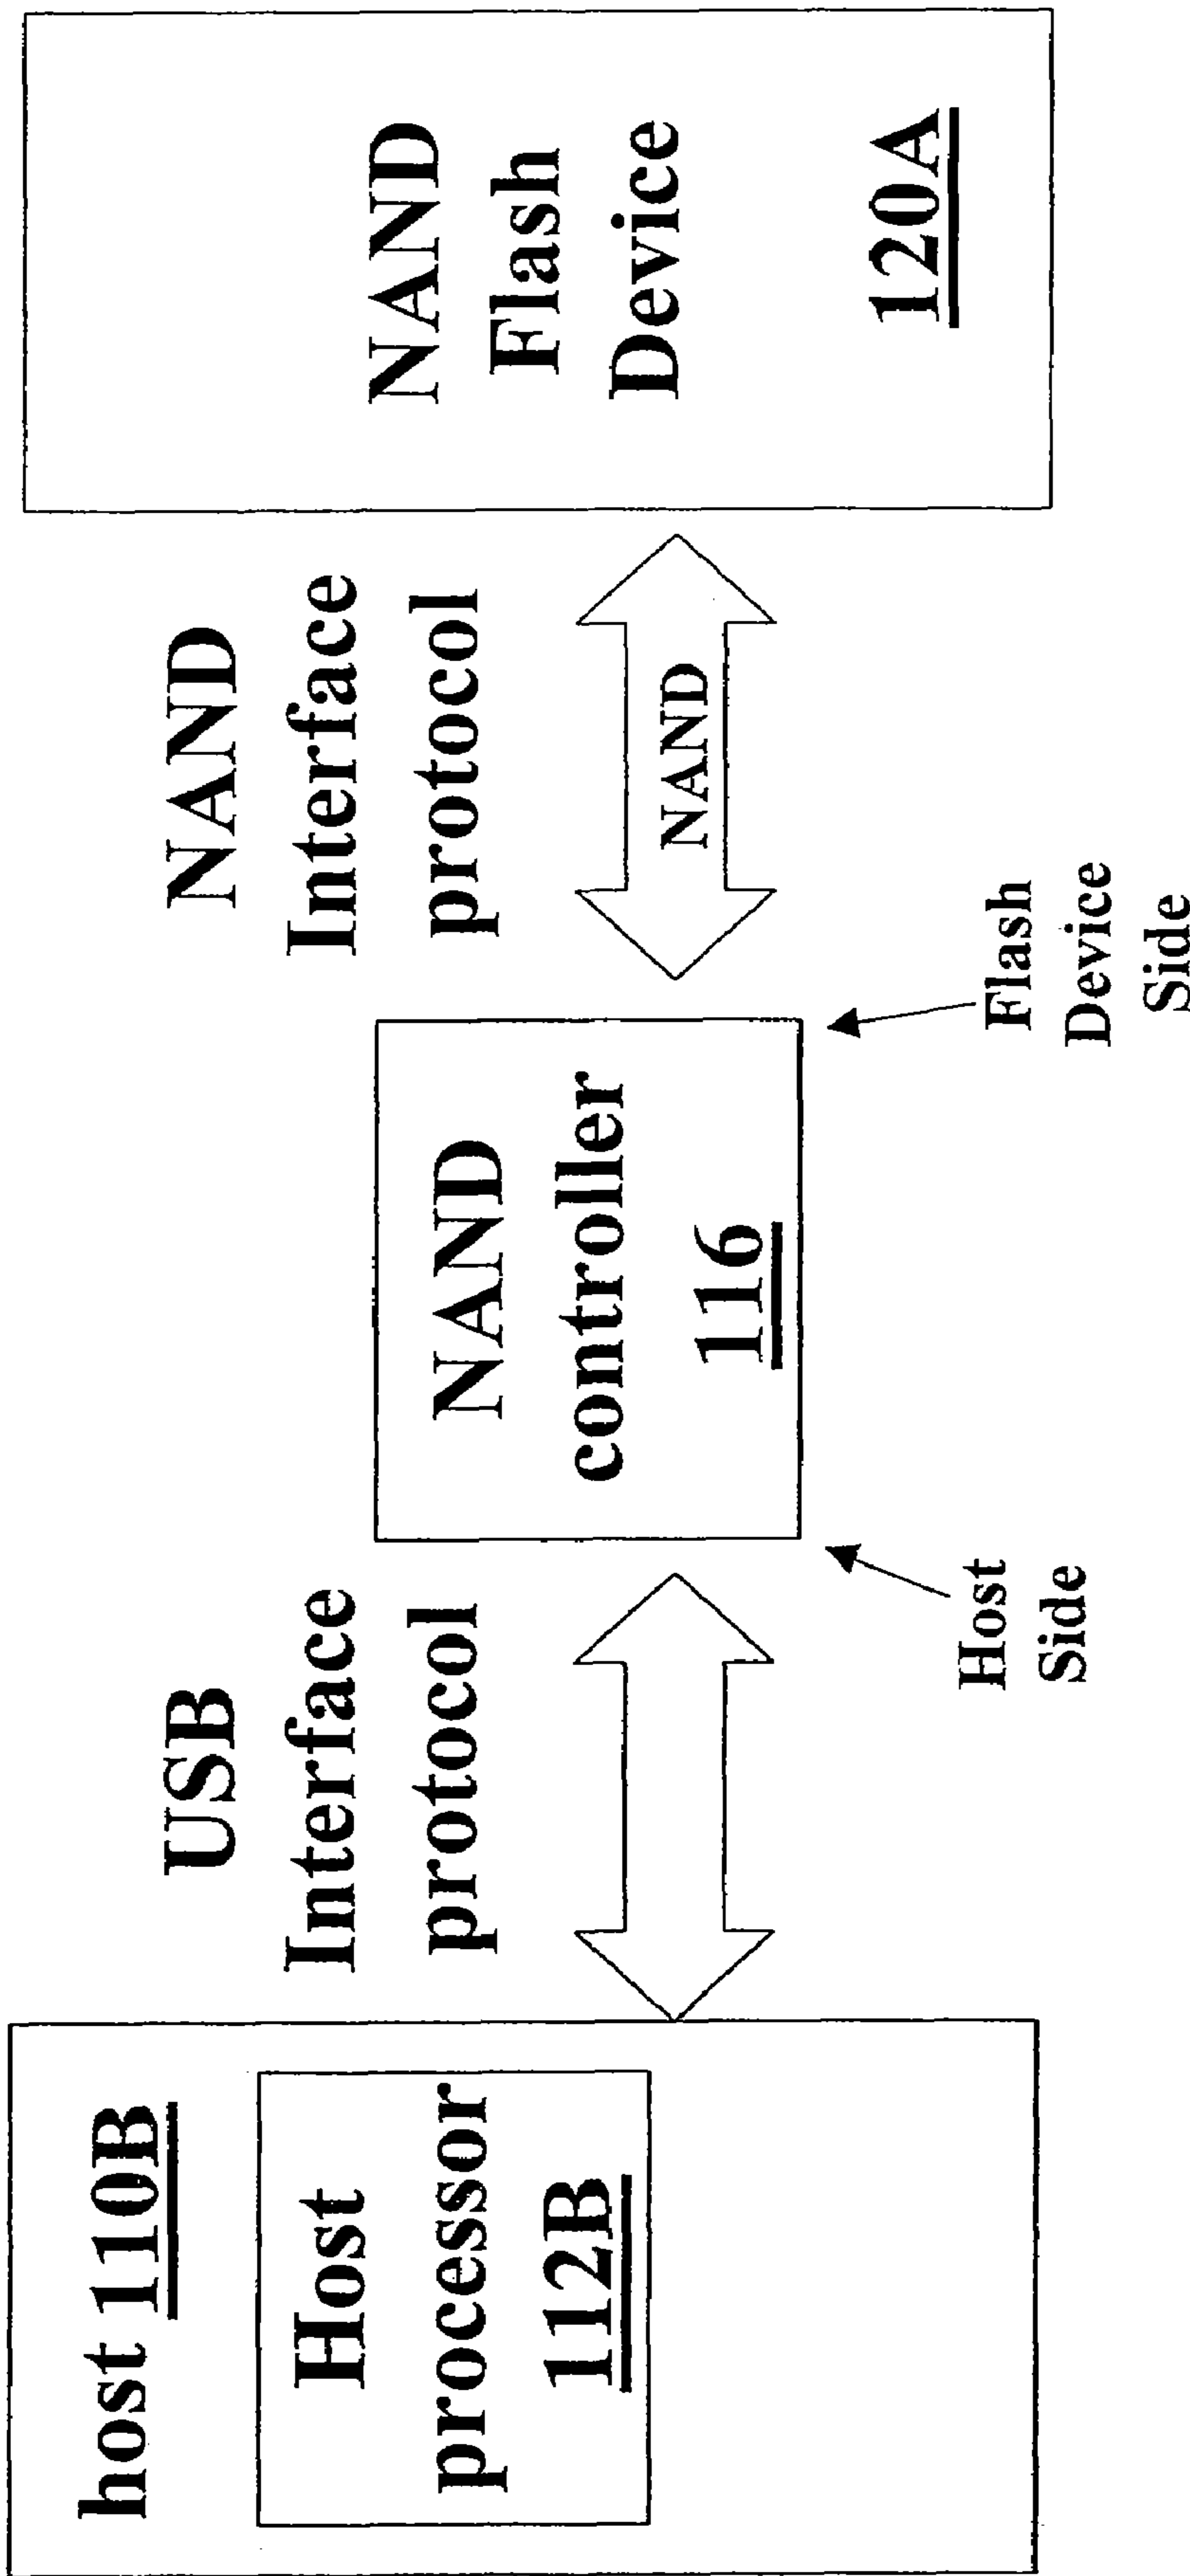 host 110B
Host
processor
112B
USB
Interface
protocol
Host
Side
NAND
controller
116
Flash
Device
Side
NAND
Interface
protocol
NAND
NAND
Flash
Device
120A